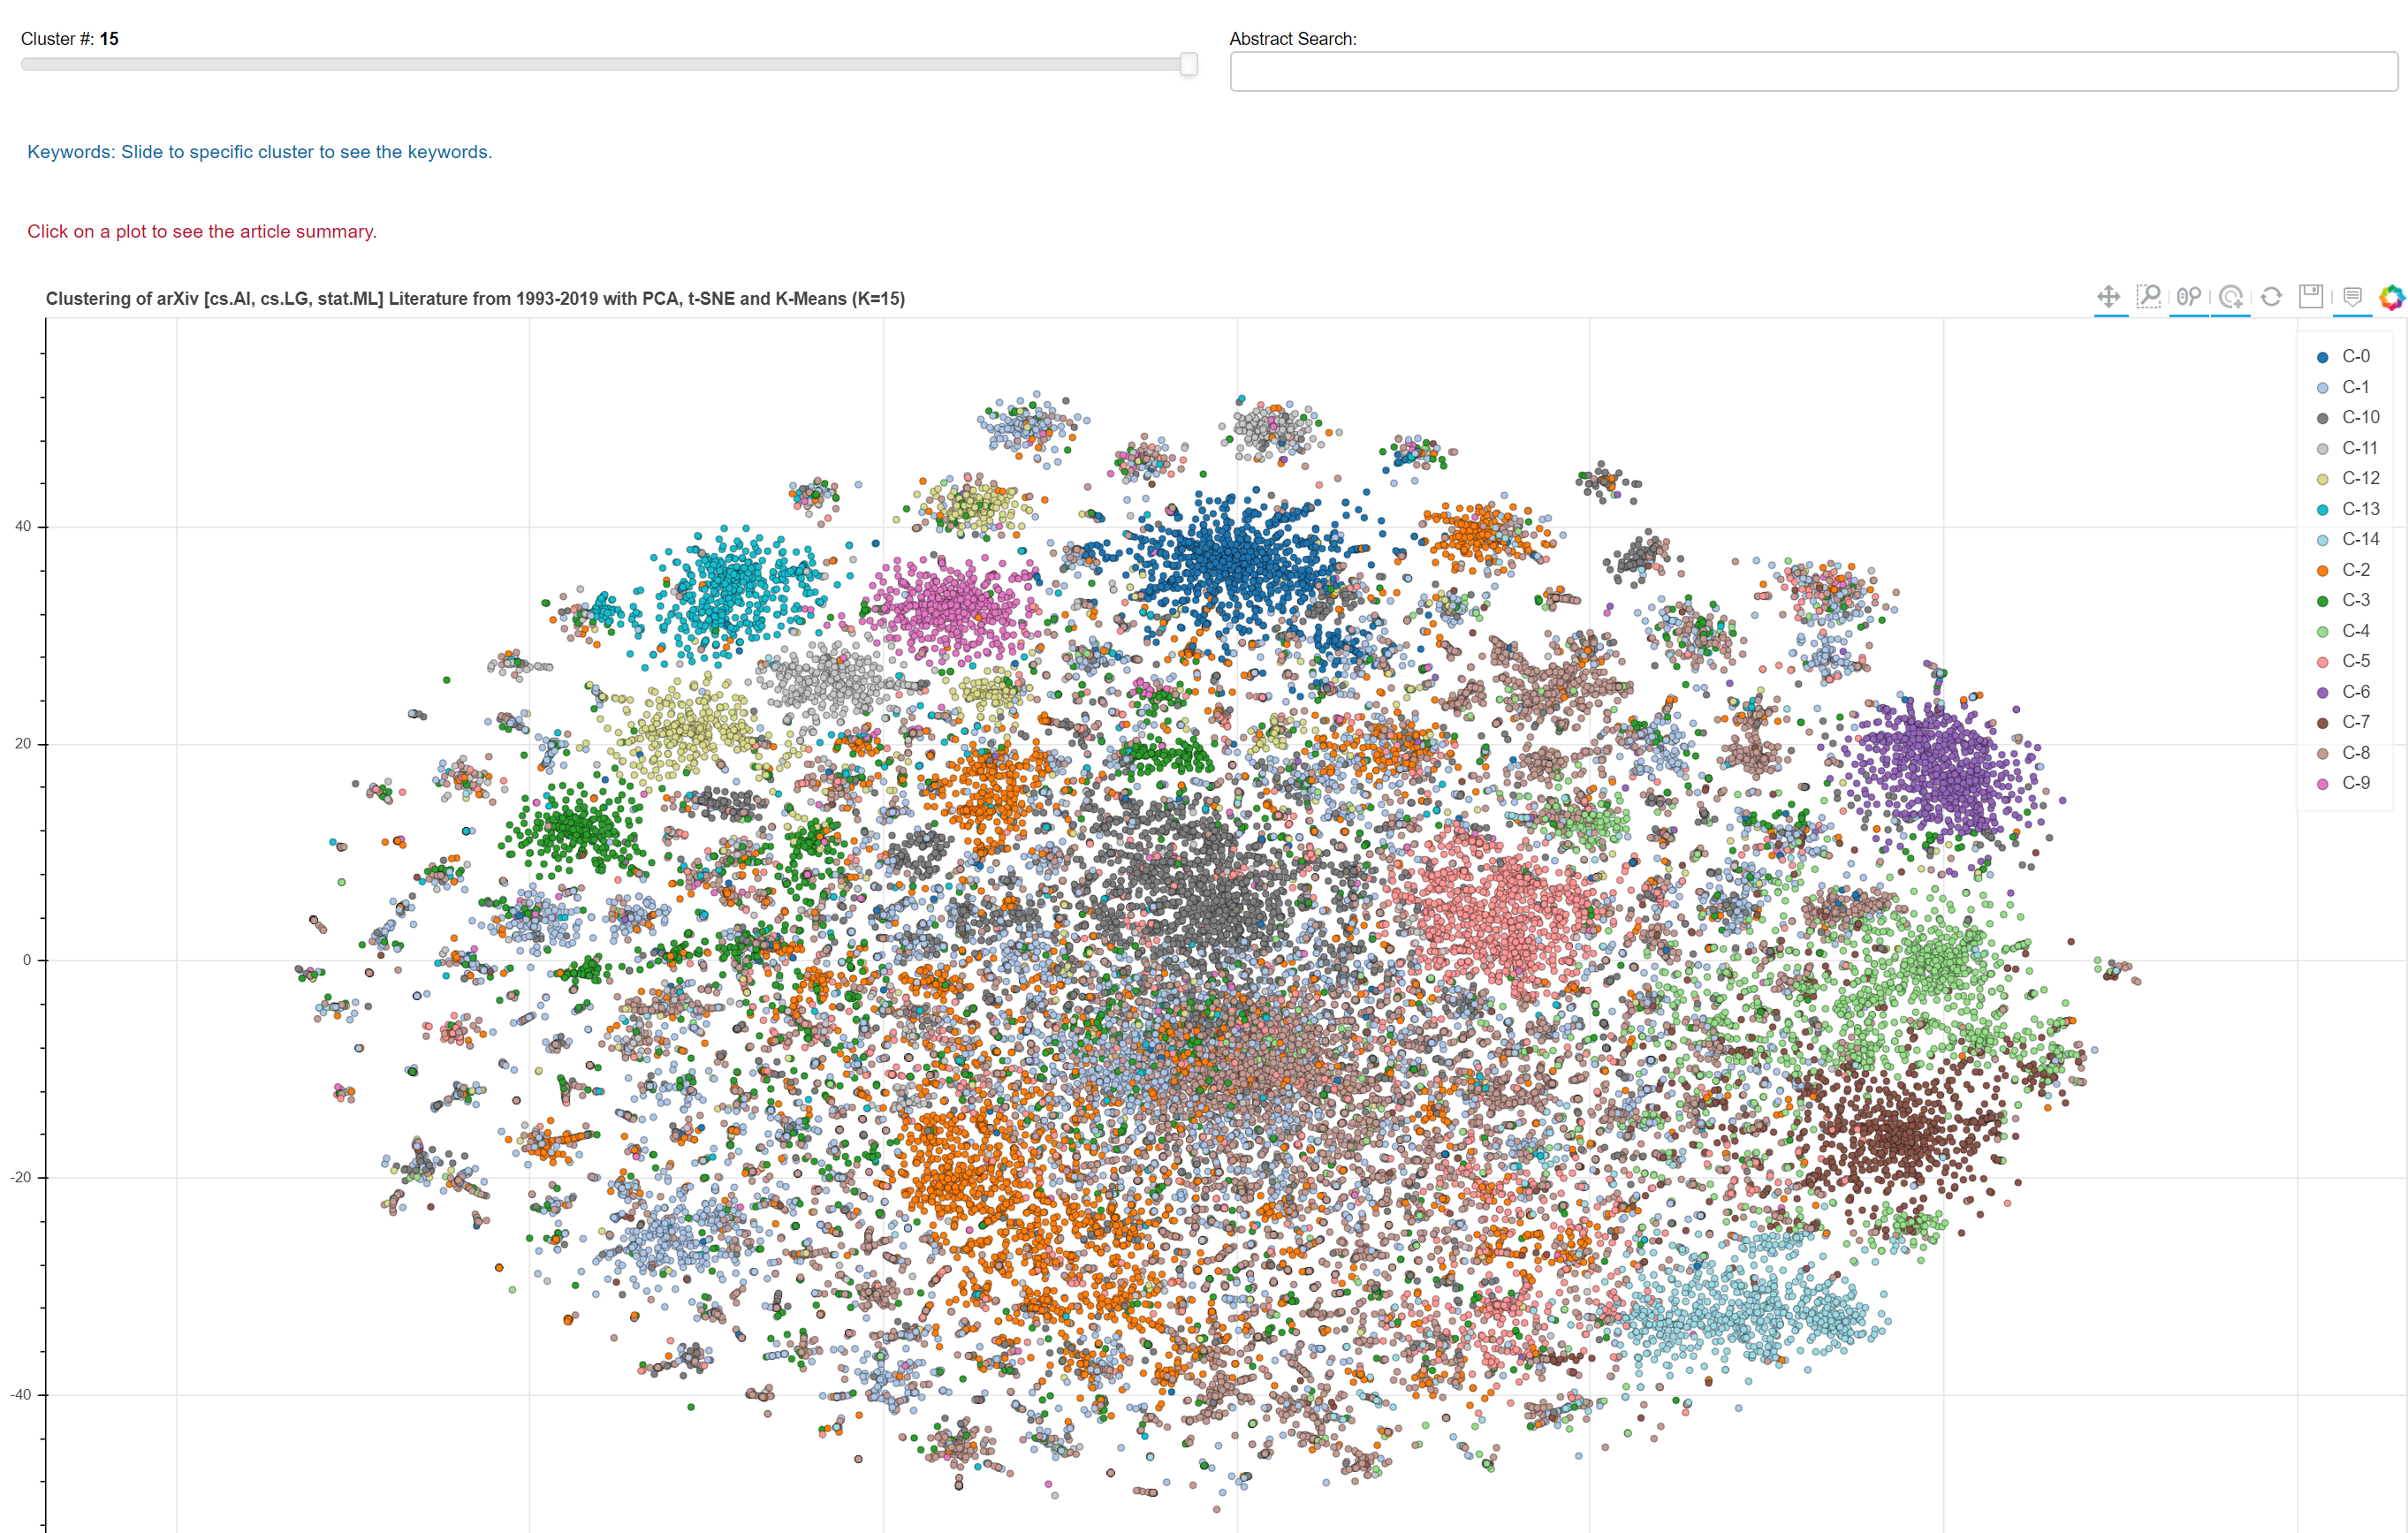 Cluster #: 15
Abstract Search:
Keywords: Slide to specific cluster to see the keywords.
Click on a plot to see the article summary.
Clustering of arXiv [cs.AI, cs.LG, stat.ML] Literature from 1993-2019 with PCA, t-SNE and K-Means (K=15)
C-0
C-1
C-10
C-11
C-12
C-13
C-14
C-2
C-3
C-4
C-5
C-6
C-7
C-8
C-9
40
20
0
-20
-40